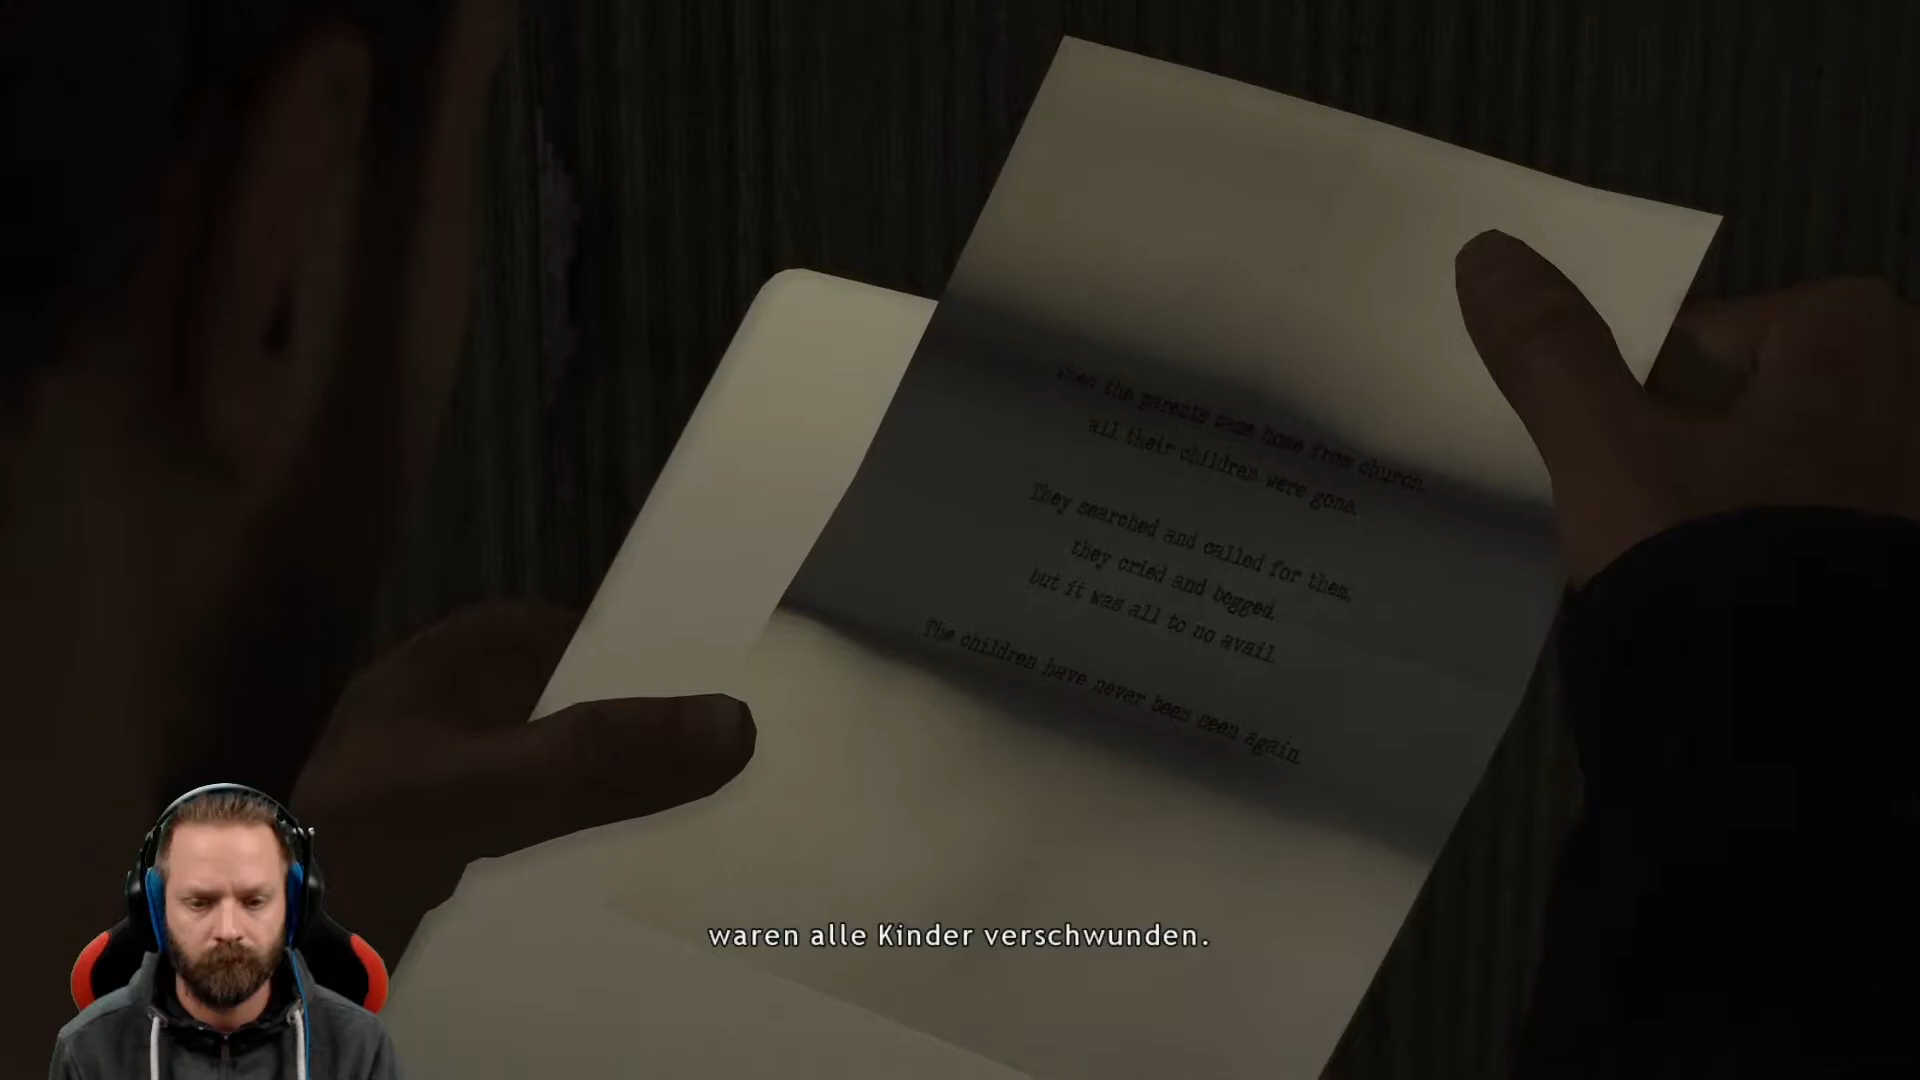 When the parents came home from church
all their children were gone.
They searched and called for them,
they cried and begged,
but it was all to no avail
The children have never been seen again
waren alle Kinder verschwunden.